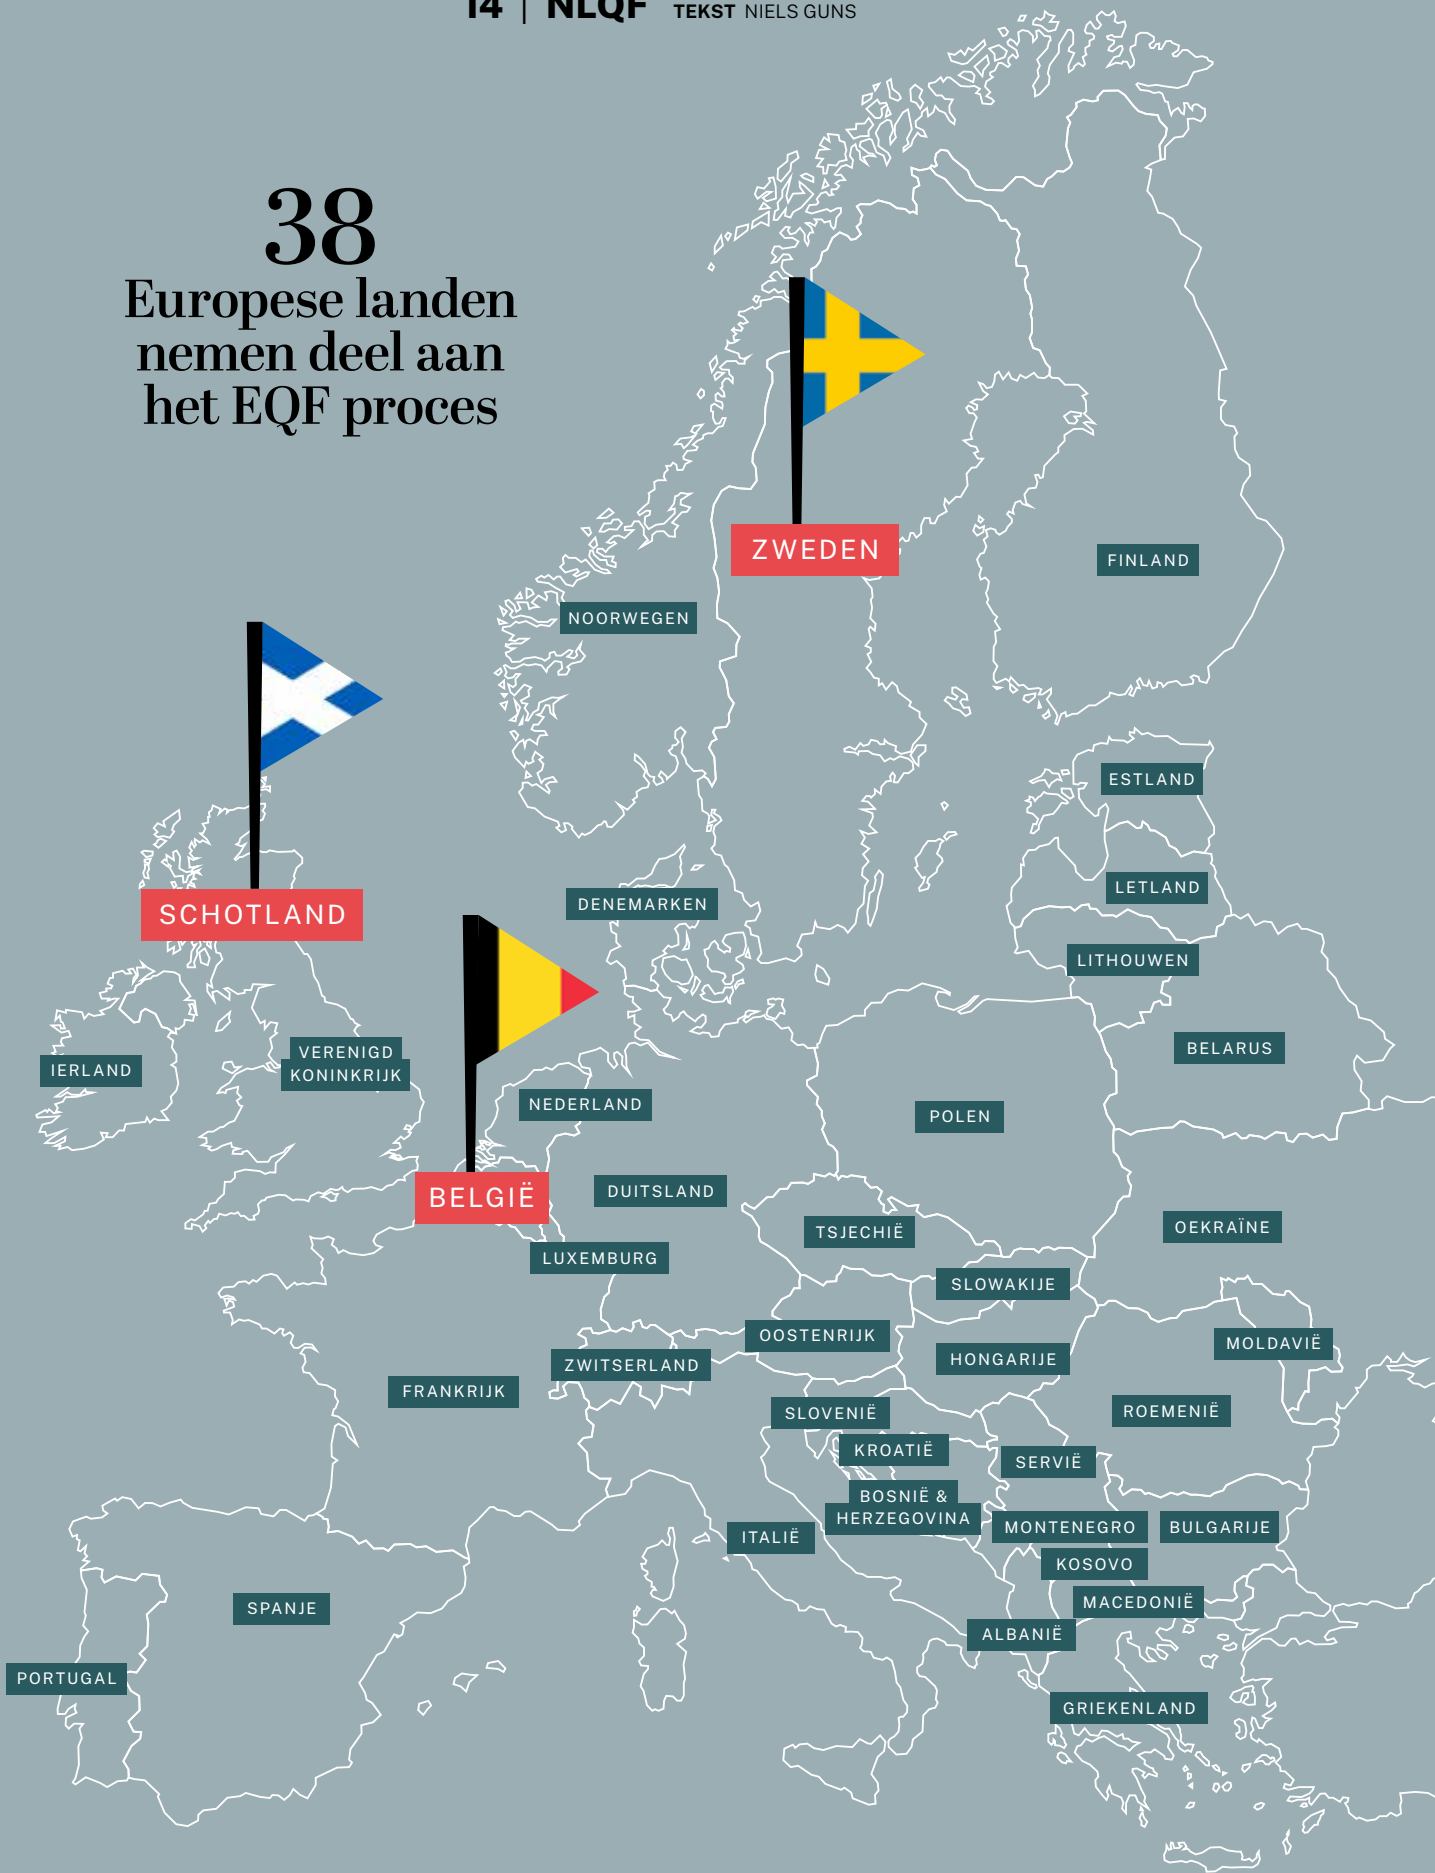 14 | NLQF TEKST NIELS GUNS
38
Europese landen
nemen deel aan
het EQF proces
ZWEDEN
FINLAND
NOORWEGEN
ESTLAND
LETLAND
SCHOTLAND
DENEMARKEN
LITHOUWEN
BELARUS
VERENIGD
KONINKRIJK
IERLAND
NEDERLAND
POLEN
BELGIË
DUITSLAND
TSJECHIË
OEKRAÏNE
LUXEMBURG
SLOWAKIJE
OOSTENRIJK
MOLDAVIË
HONGARIJE
ZWITSERLAND
FRANKRIJK
SLOVENIË
ROEMENIË
KROATIË
SERVIË
BOSNIË &
HERZEGOVINA
ITALIË
MONTENEGRO
BULGARIJE
KOSOVO
MACEDONIË
SPANJE
ALBANIË
PORTUGAL
GRIEKENLAND